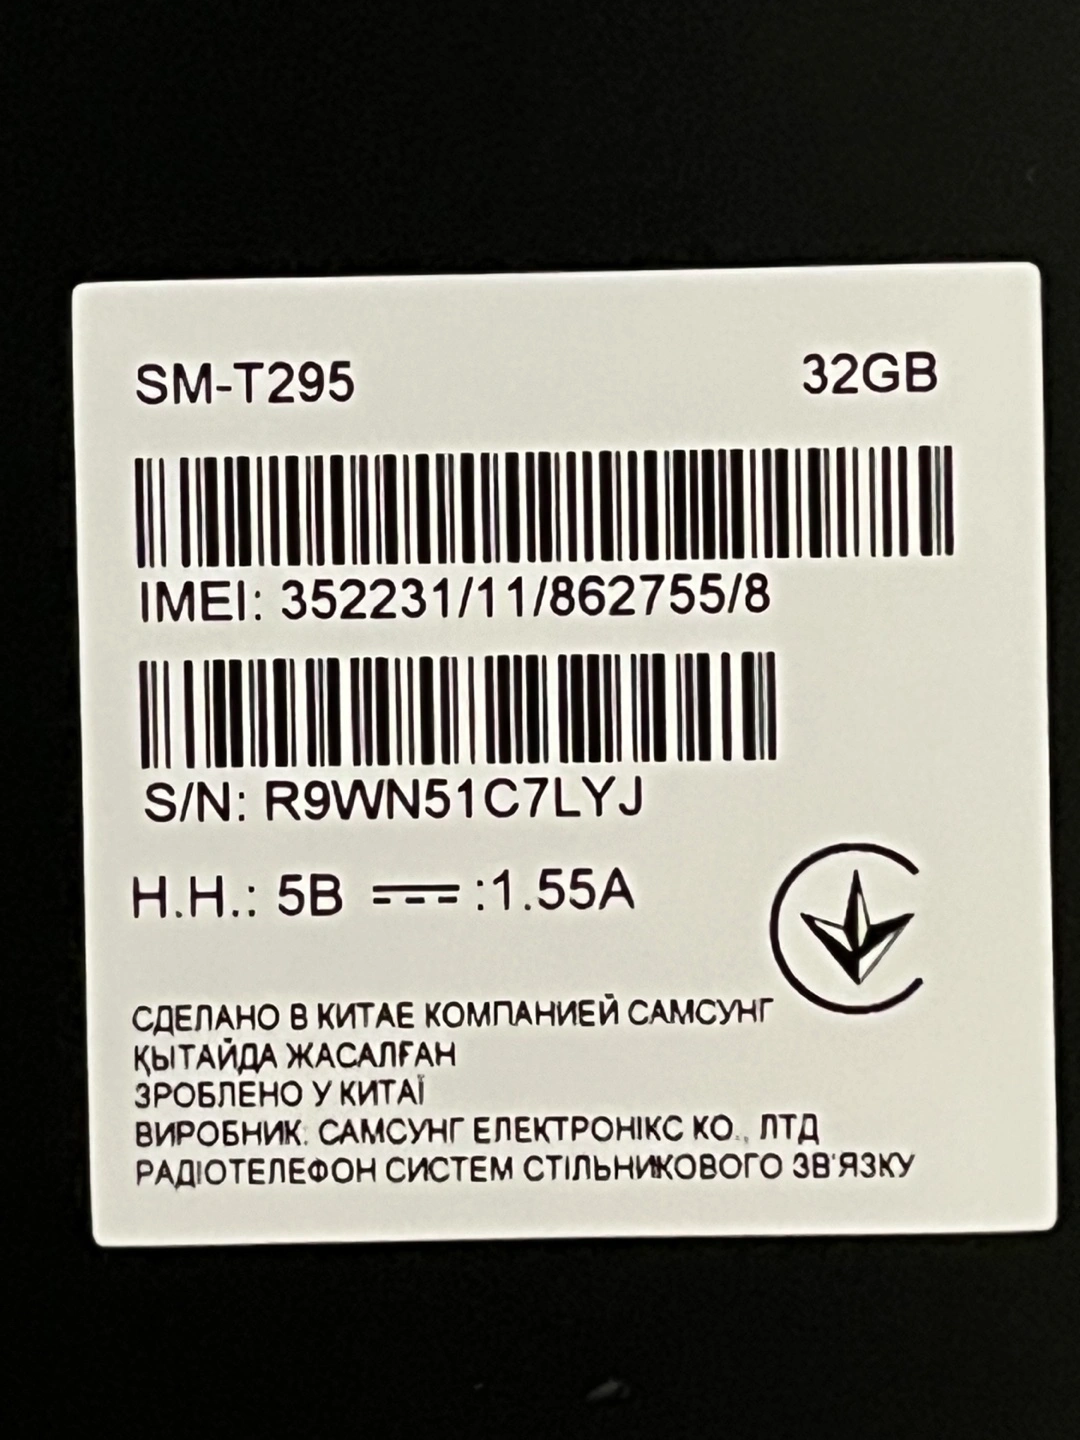 SM-T295 32GB
IMEI: 352231/11/862755/8
S/N: R9WN51C7LYJ
Н.Н.: 5В ⎓ :1.55А
СДЕЛАНО В КИТАЕ КОМПАНИЕЙ САМСУНГ
ҚЫТАЙДА ЖАСАЛҒАН
ЗРОБЛЕНО У КИТАЇ
ВИРОБНИК: САМСУНГ ЕЛЕКТРОНІКС КО., ЛТД
РАДІОТЕЛЕФОН СИСТЕМ СТІЛЬНИКОВОГО ЗВ'ЯЗКУ